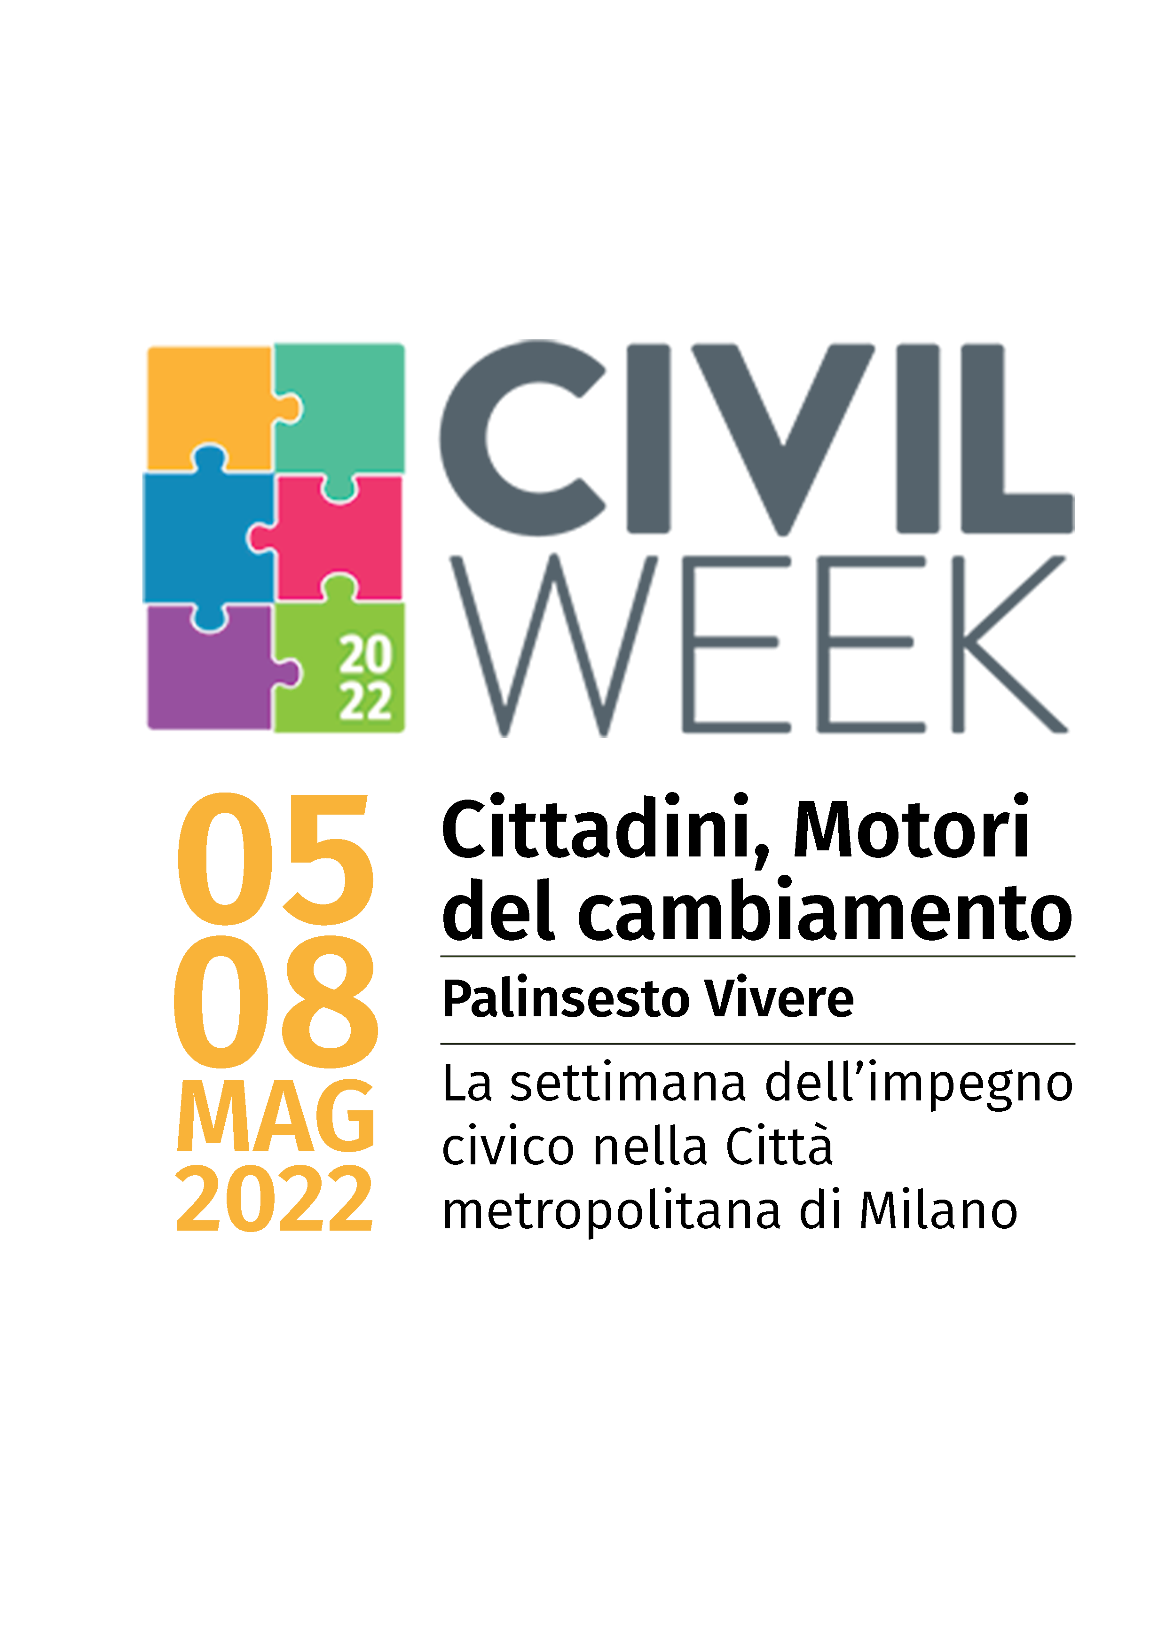 CIVIL
WEEK
20
22
05
08
MAG
2022
Cittadini, Motori
del cambiamento
Palinsesto Vivere
La settimana dell’impegno
civico nella Città
metropolitana di Milano